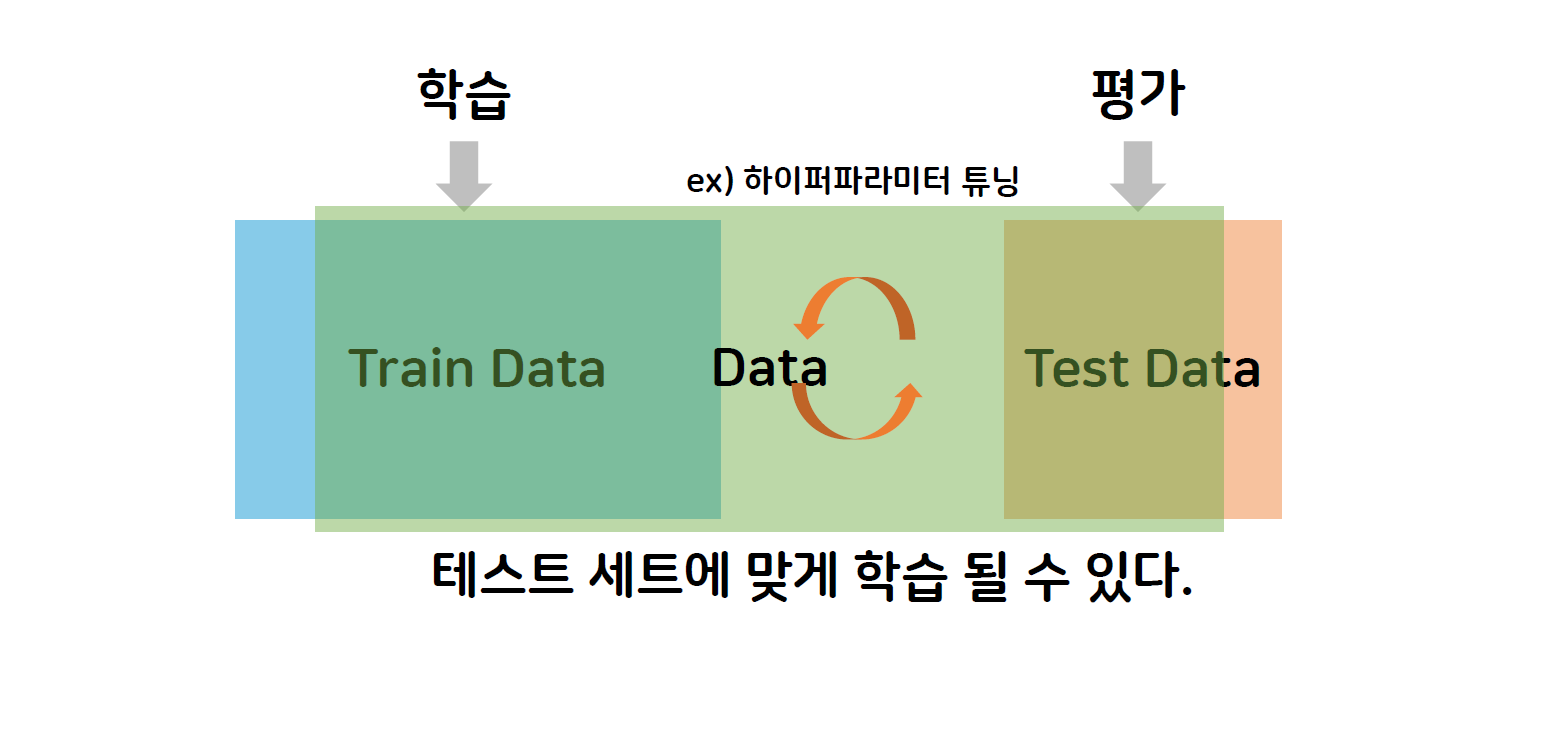 학습
평가
ex) 하이퍼파라미터 튜닝
Train Data
Data
Test Data
테스트 세트에 맞게 학습 될 수 있다.